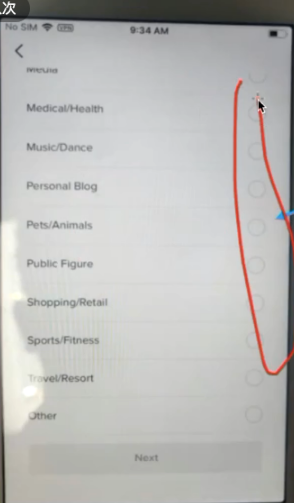 次
No SIM VPN 9:34 AM
Media
Medical/Health
Music/Dance
Personal Blog
Pets/Animals
Public Figure
Shopping/Retail
Sports/Fitness
Travel/Resort
Other
Next